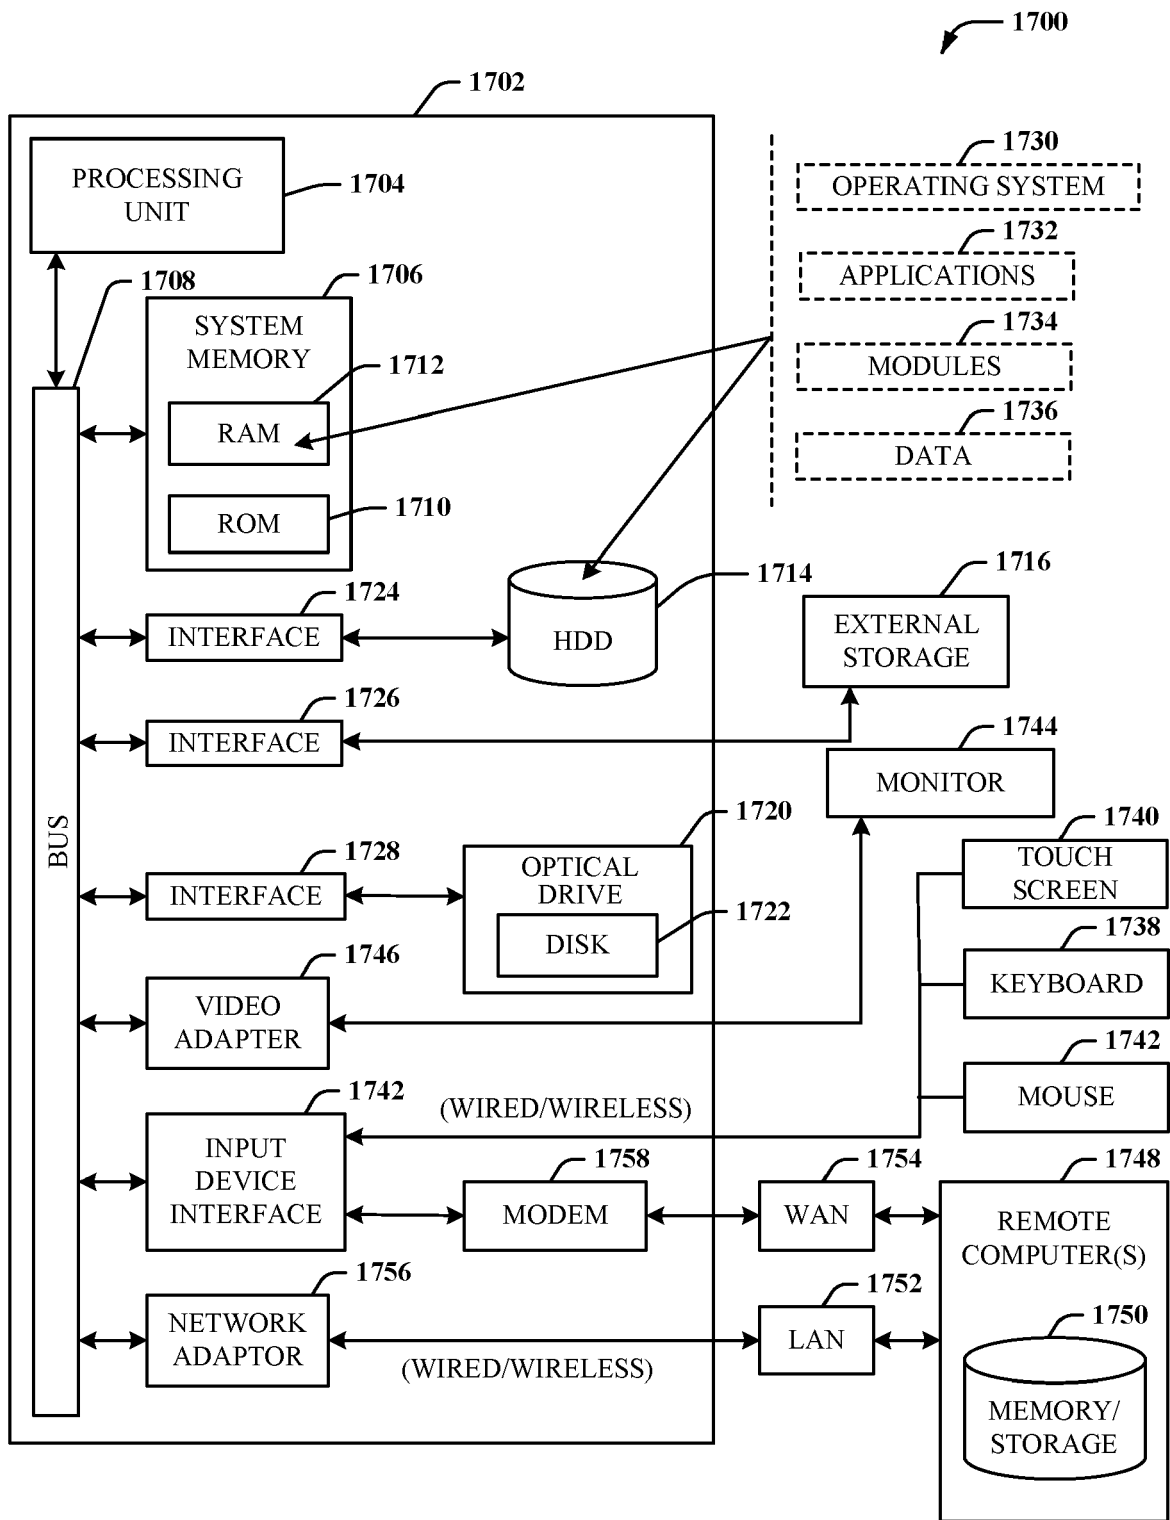 1700
1702
PROCESSING
UNIT
1704
1730
OPERATING SYSTEM
1732
APPLICATIONS
1734
MODULES
1736
DATA
1708
1706
SYSTEM
MEMORY
1712
RAM
1710
ROM
1714
HDD
1716
EXTERNAL
STORAGE
1724
INTERFACE
1726
INTERFACE
1744
MONITOR
BUS
1728
INTERFACE
1720
OPTICAL
DRIVE
1722
DISK
1740
TOUCH
SCREEN
1738
KEYBOARD
1742
MOUSE
1746
VIDEO
ADAPTER
1742
INPUT
DEVICE
INTERFACE
(WIRED/WIRELESS)
1758
MODEM
1754
WAN
1748
REMOTE
COMPUTER(S)
1756
NETWORK
ADAPTOR
(WIRED/WIRELESS)
1752
LAN
1750
MEMORY/
STORAGE